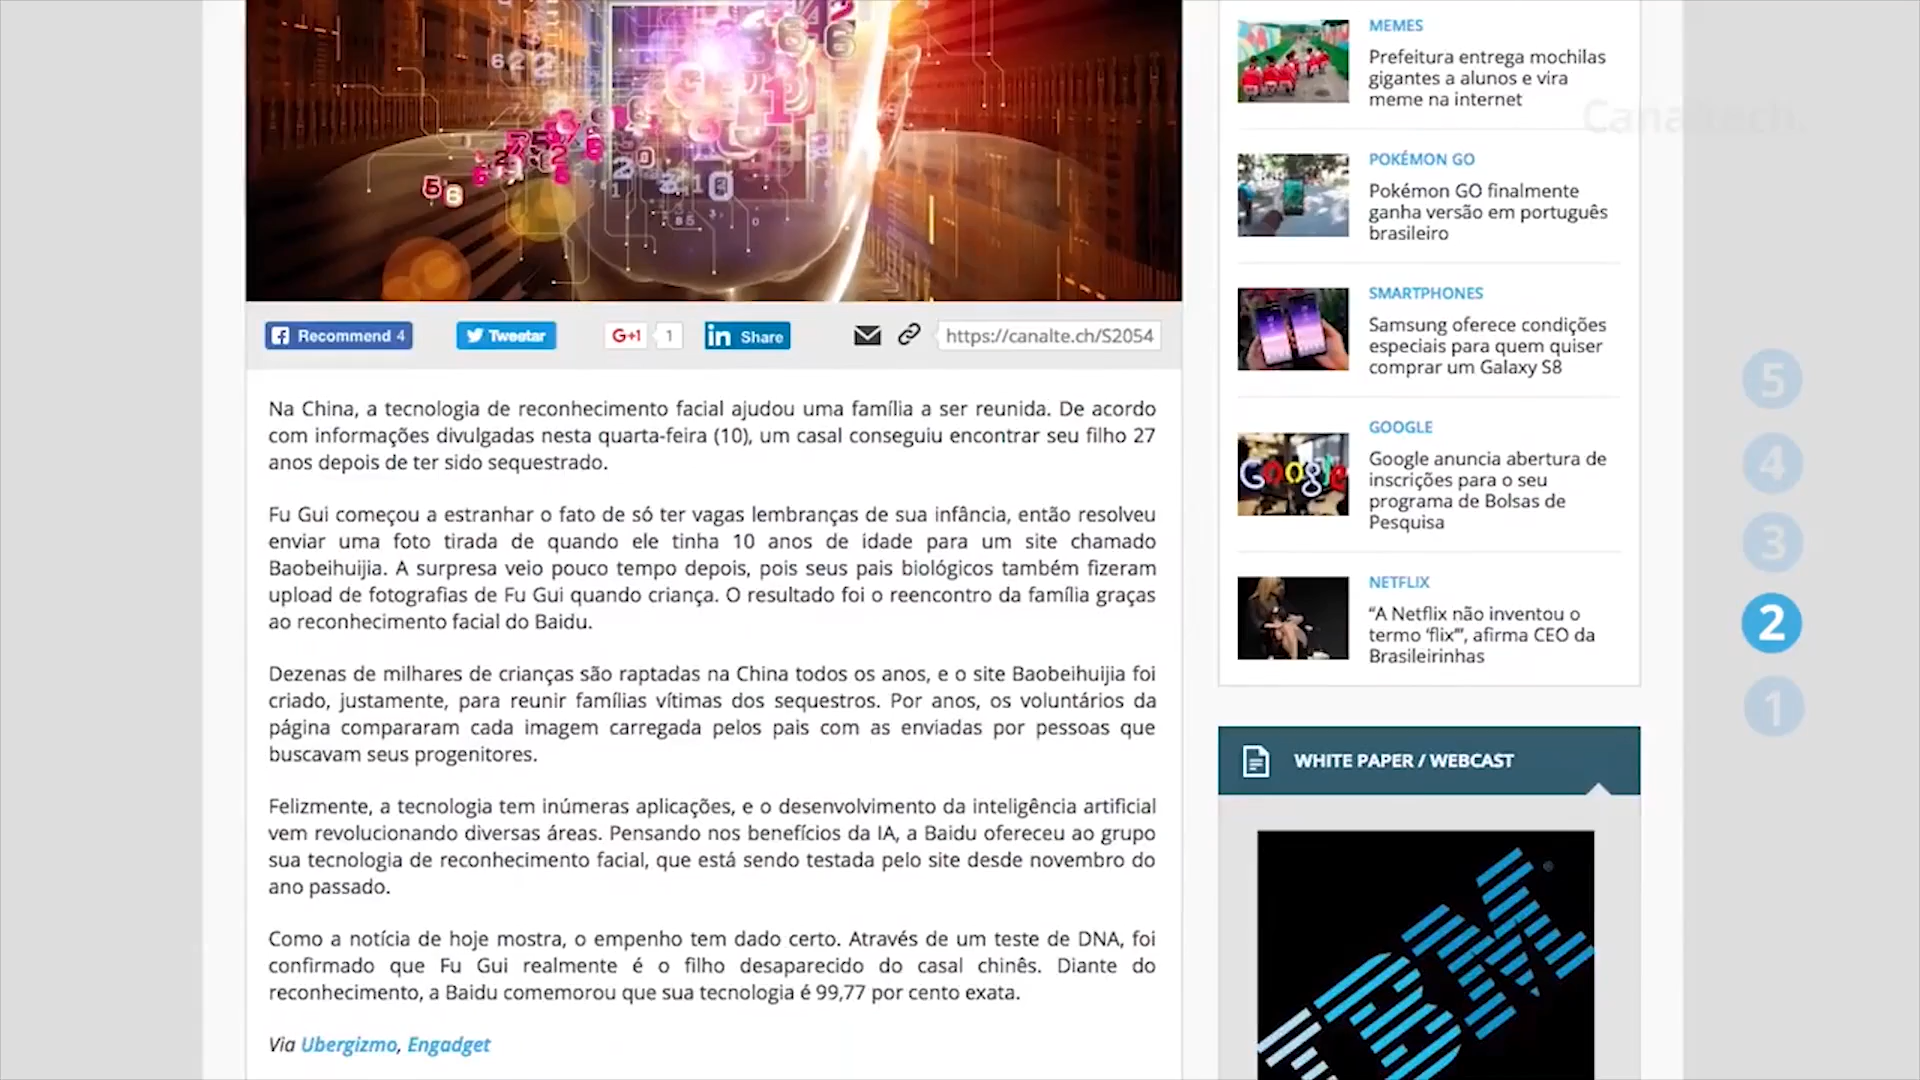 Recommend 4
Tweetar
G+1
1
in Share
https://canalte.ch/S2054
Na China, a tecnologia de reconhecimento facial ajudou uma família a ser reunida. De acordo
com informações divulgadas nesta quarta-feira (10), um casal conseguiu encontrar seu filho 27
anos depois de ter sido sequestrado.
Fu Gui começou a estranhar o fato de só ter vagas lembranças de sua infância, então resolveu
enviar uma foto tirada de quando ele tinha 10 anos de idade para um site chamado
Baobeihuijia. A surpresa veio pouco tempo depois, pois seus pais biológicos também fizeram
upload de fotografias de Fu Gui quando criança. O resultado foi o reencontro da família graças
ao reconhecimento facial do Baidu.
Dezenas de milhares de crianças são raptadas na China todos os anos, e o site Baobeihuijia foi
criado, justamente, para reunir famílias vítimas dos sequestros. Por anos, os voluntários da
página compararam cada imagem carregada pelos pais com as enviadas por pessoas que
buscavam seus progenitores.
Felizmente, a tecnologia tem inúmeras aplicações, e o desenvolvimento da inteligência artificial
vem revolucionando diversas áreas. Pensando nos benefícios da IA, a Baidu ofereceu ao grupo
sua tecnologia de reconhecimento facial, que está sendo testada pelo site desde novembro do
ano passado.
Como a notícia de hoje mostra, o empenho tem dado certo. Através de um teste de DNA, foi
confirmado que Fu Gui realmente é o filho desaparecido do casal chinês. Diante do
reconhecimento, a Baidu comemorou que sua tecnologia é 99,77 por cento exata.
Via Ubergizmo, Engadget
MEMES
Prefeitura entrega mochilas
gigantes a alunos e vira
meme na internet
POKÉMON GO
Pokémon GO finalmente
ganha versão em português
brasileiro
SMARTPHONES
Samsung oferece condições
especiais para quem quiser
comprar um Galaxy S8
GOOGLE
Google anuncia abertura de
inscrições para o seu
programa de Bolsas de
Pesquisa
Google
NETFLIX
“A Netflix não inventou o
termo ‘flix’”, afirma CEO da
Brasileirinhas
WHITE PAPER / WEBCAST
IBM
Canaltech
5
4
3
2
1